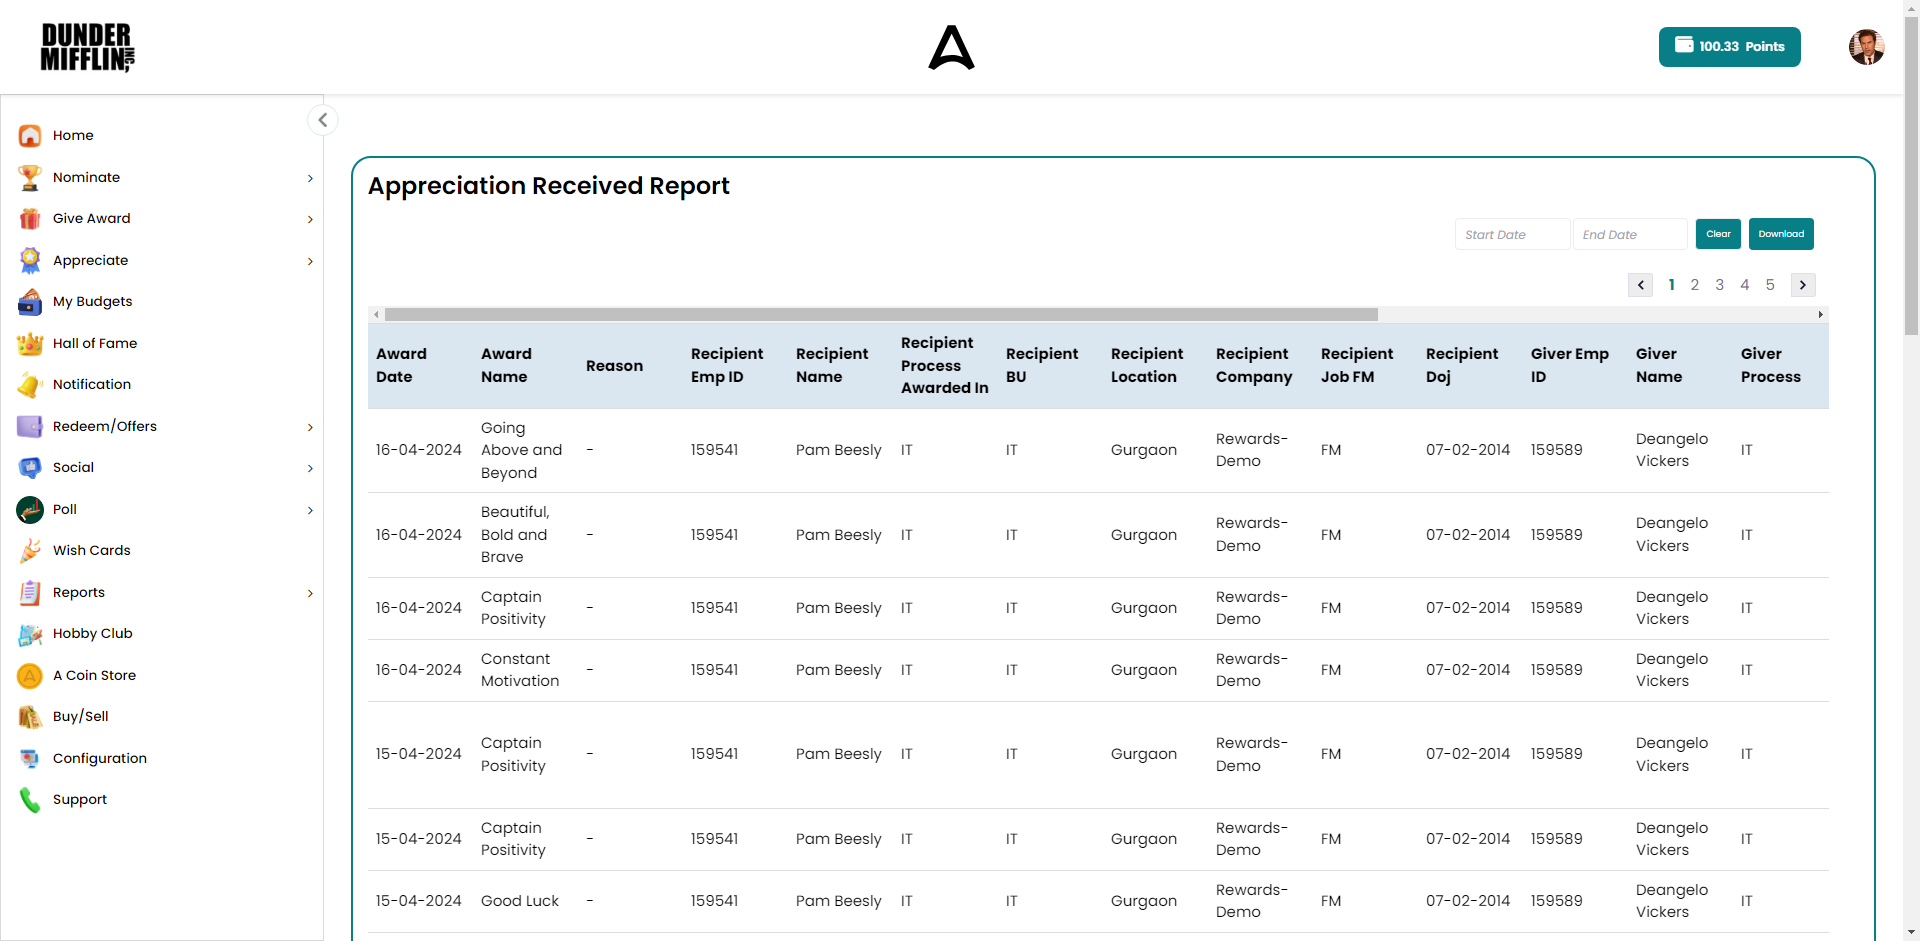 DUNDER
MIFFLIN, INC
100.33 Points
Home
Nominate
Give Award
Appreciate
My Budgets
Hall of Fame
Notification
Redeem/Offers
Social
Poll
Wish Cards
Reports
Hobby Club
A Coin Store
Buy/Sell
Configuration
Support
Appreciation Received Report
Start Date End Date Clear Download
1 2 3 4 5
Award Date Award Name Reason Recipient Emp ID Recipient Name Recipient Process Awarded In Recipient BU Recipient Location Recipient Company Recipient Job FM Recipient Doj Giver Emp ID Giver Name Giver Process
16-04-2024 Going Above and Beyond - 159541 Pam Beesly IT IT Gurgaon Rewards-Demo FM 07-02-2014 159589 Deangelo Vickers IT
16-04-2024 Beautiful, Bold and Brave - 159541 Pam Beesly IT IT Gurgaon Rewards-Demo FM 07-02-2014 159589 Deangelo Vickers IT
16-04-2024 Captain Positivity - 159541 Pam Beesly IT IT Gurgaon Rewards-Demo FM 07-02-2014 159589 Deangelo Vickers IT
16-04-2024 Constant Motivation - 159541 Pam Beesly IT IT Gurgaon Rewards-Demo FM 07-02-2014 159589 Deangelo Vickers IT
15-04-2024 Captain Positivity - 159541 Pam Beesly IT IT Gurgaon Rewards-Demo FM 07-02-2014 159589 Deangelo Vickers IT
15-04-2024 Captain Positivity - 159541 Pam Beesly IT IT Gurgaon Rewards-Demo FM 07-02-2014 159589 Deangelo Vickers IT
15-04-2024 Good Luck - 159541 Pam Beesly IT IT Gurgaon Rewards-Demo FM 07-02-2014 159589 Deangelo Vickers IT